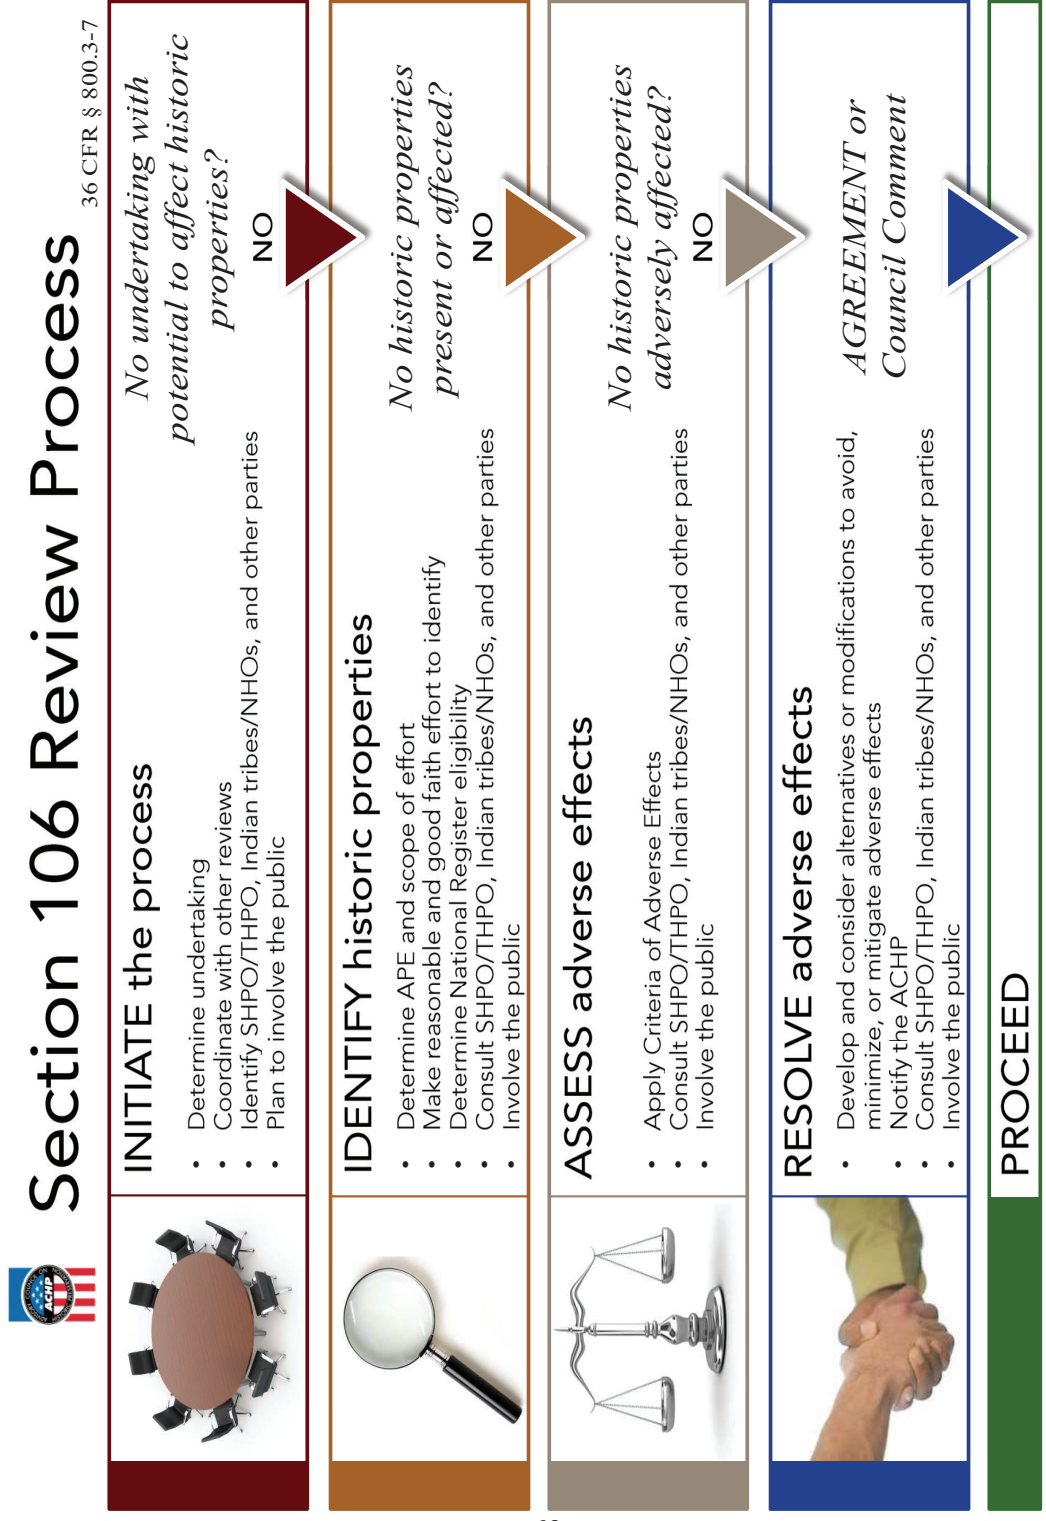 ACHP
Section 106 Review Process
36 CFR § 800.3-7
INITIATE the process
• Determine undertaking
• Coordinate with other reviews
• Identify SHPO/THPO, Indian tribes/NHOs, and other parties
• Plan to involve the public
No undertaking with
potential to affect historic
properties?
NO
IDENTIFY historic properties
• Determine APE and scope of effort
• Make reasonable and good faith effort to identify
• Determine National Register eligibility
• Consult SHPO/THPO, Indian tribes/NHOs, and other parties
• Involve the public
No historic properties
present or affected?
NO
ASSESS adverse effects
• Apply Criteria of Adverse Effects
• Consult SHPO/THPO, Indian tribes/NHOs, and other parties
• Involve the public
No historic properties
adversely affected?
NO
RESOLVE adverse effects
• Develop and consider alternatives or modifications to avoid,
minimize, or mitigate adverse effects
• Notify the ACHP
• Consult SHPO/THPO, Indian tribes/NHOs, and other parties
• Involve the public
AGREEMENT or
Council Comment
PROCEED